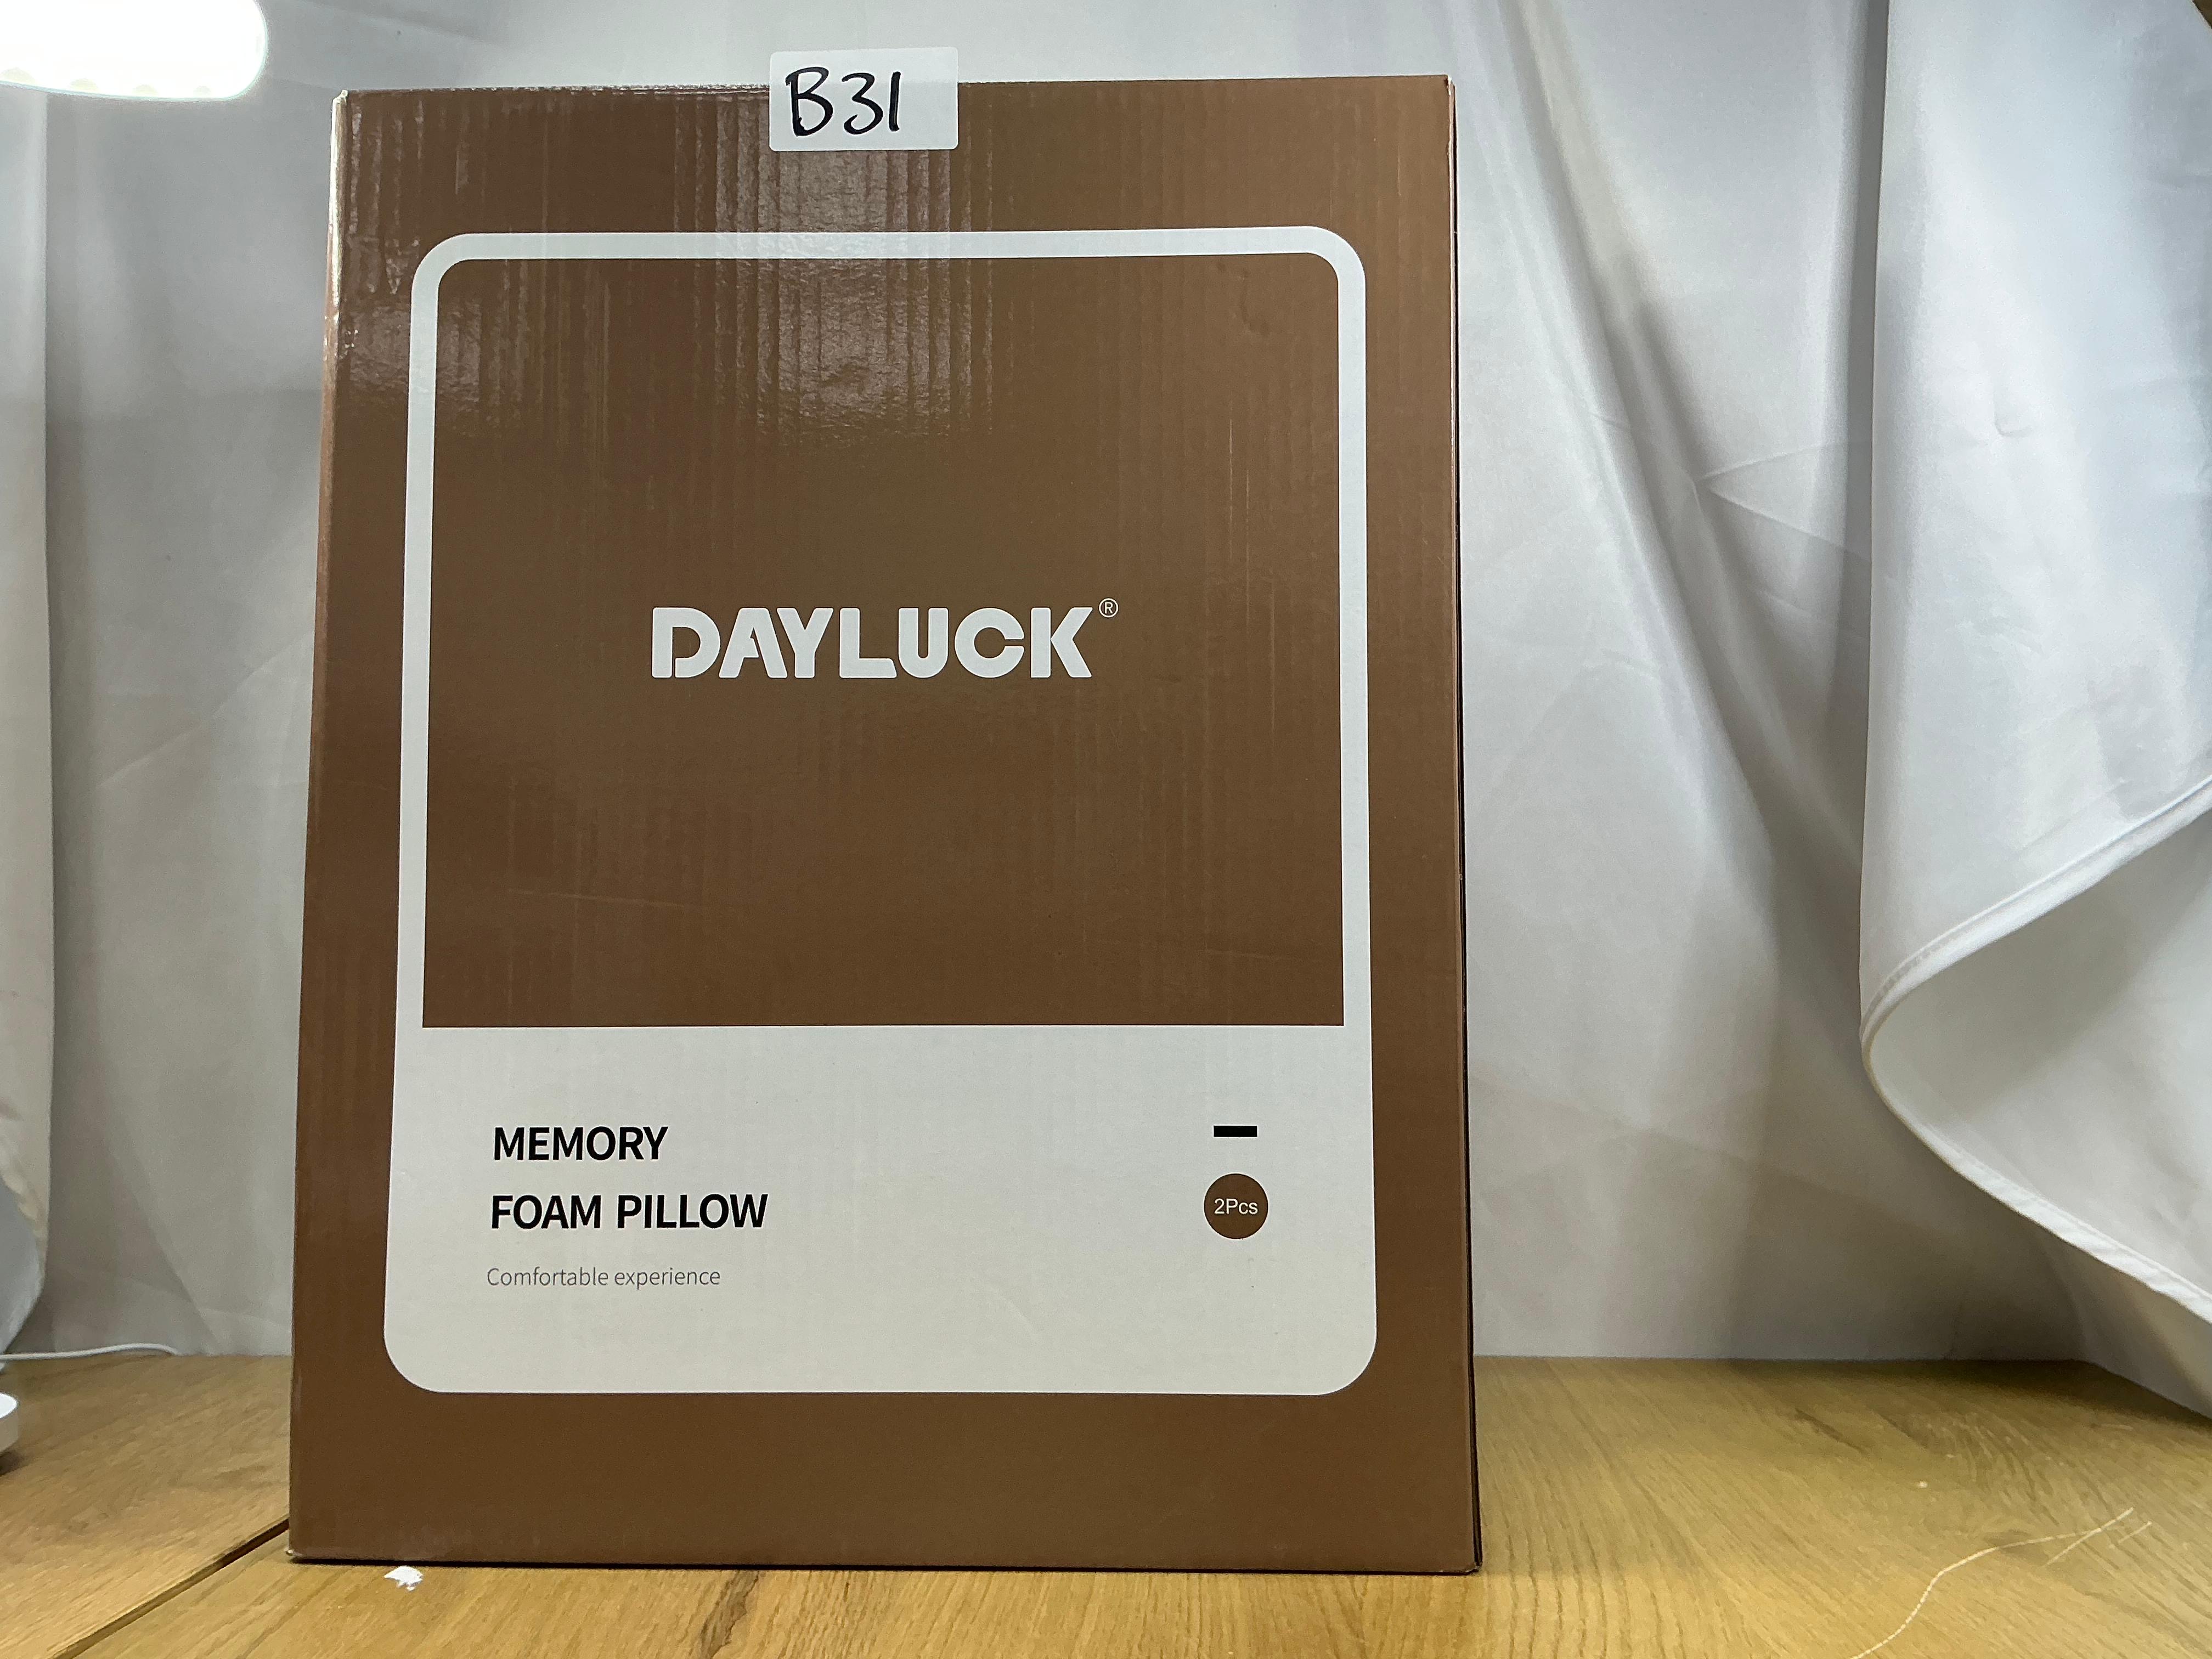 B31
DAYLUCK®
MEMORY
FOAM PILLOW
2Pcs
Comfortable experience